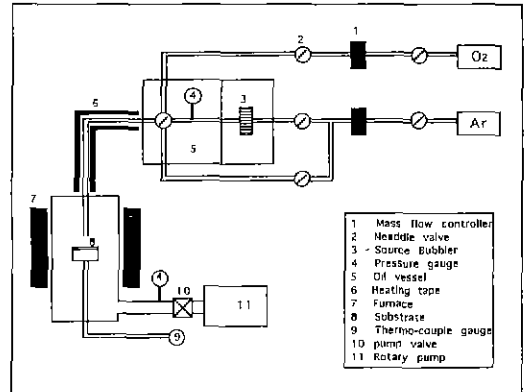 1
2
O2
6
4
3
Ar
5
7
8
4
10
11
9
1 Mass flow controller
2 Neaddle valve
3 - Source Bubbler
4 Pressure gauge
5 Oil vessel
6 Heating tape
7 Furnace
8 Substrate
9 Thermo-couple gauge
10 pump valve
11 Rotary pump